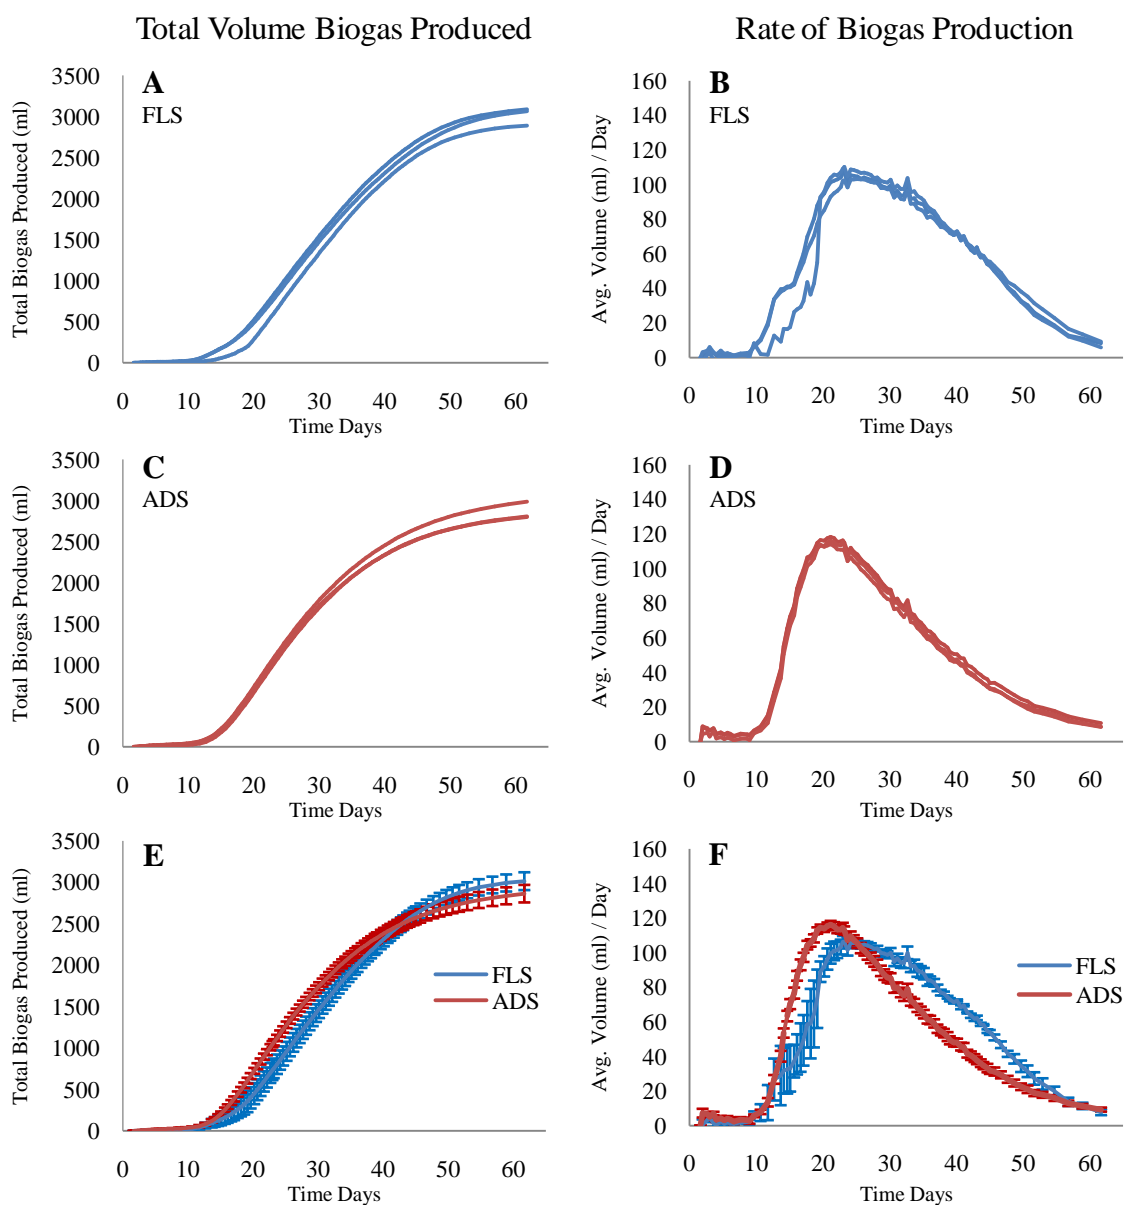 Total Volume Biogas Produced
Rate of Biogas Production
A
FLS
Total Biogas Produced (ml)
3500
3000
2500
2000
1500
1000
500
0
0 10 20 30 40 50 60
Time Days
B
FLS
Avg. Volume (ml) / Day
160
140
120
100
80
60
40
20
0
0 10 20 30 40 50 60
Time Days
C
ADS
Total Biogas Produced (ml)
3500
3000
2500
2000
1500
1000
500
0
0 10 20 30 40 50 60
Time Days
D
ADS
Avg. Volume (ml) / Day
160
140
120
100
80
60
40
20
0
0 10 20 30 40 50 60
Time Days
E
Total Biogas Produced (ml)
3500
3000
2500
2000
1500
1000
500
0
FLS
ADS
0 10 20 30 40 50 60
Time Days
F
Avg. Volume (ml) / Day
160
140
120
100
80
60
40
20
0
FLS
ADS
0 10 20 30 40 50 60
Time Days